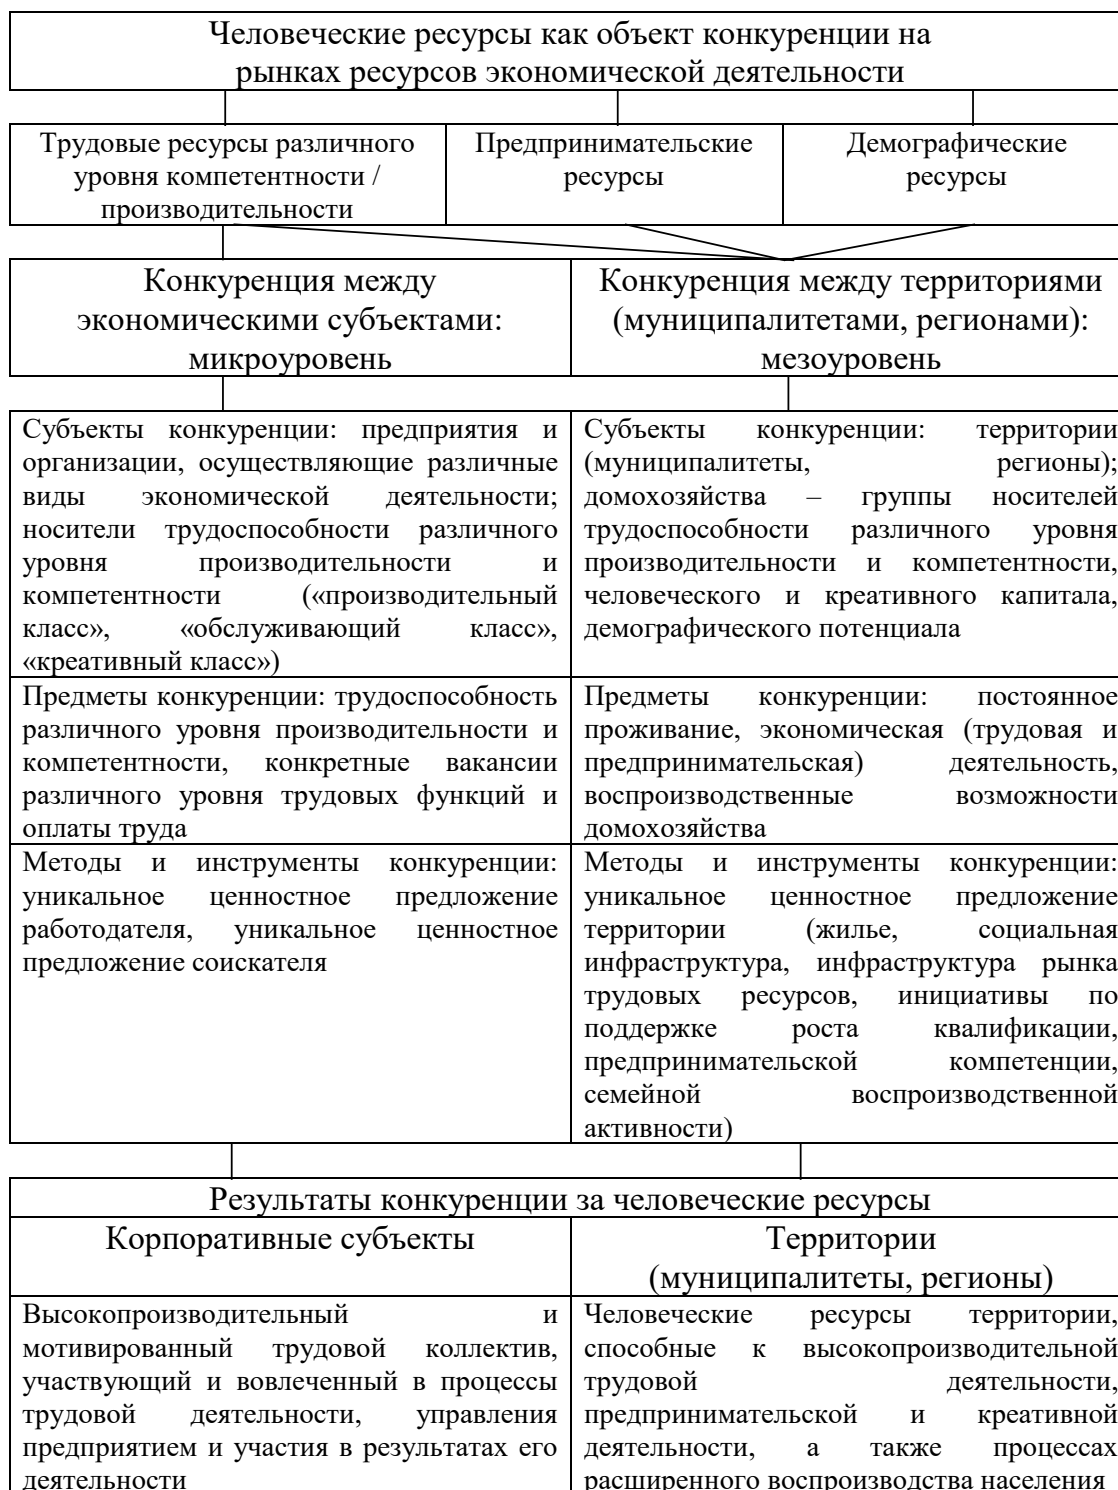 Человеческие ресурсы как объект конкуренции на
рынках ресурсов экономической деятельности
Трудовые ресурсы различного
уровня компетентности /
производительности
Предпринимательские
ресурсы
Демографические
ресурсы
Конкуренция между
экономическими субъектами:
микроуровень
Конкуренция между территориями
(муниципалитетами, регионами):
мезоуровень
Субъекты конкуренции: предприятия и
организации, осуществляющие различные
виды экономической деятельности;
носители трудоспособности различного
уровня производительности и
компетентности («производительный
класс», «обслуживающий класс»,
«креативный класс»)
Субъекты конкуренции: территории
(муниципалитеты, регионы);
домохозяйства – группы носителей
трудоспособности различного уровня
производительности и компетентности,
человеческого и креативного капитала,
демографического потенциала
Предметы конкуренции: трудоспособность
различного уровня производительности и
компетентности, конкретные вакансии
различного уровня трудовых функций и
оплаты труда
Предметы конкуренции: постоянное
проживание, экономическая (трудовая и
предпринимательская) деятельность,
воспроизводственные возможности
домохозяйства
Методы и инструменты конкуренции:
уникальное ценностное предложение
работодателя, уникальное ценностное
предложение соискателя
Методы и инструменты конкуренции:
уникальное ценностное предложение
территории (жилье, социальная
инфраструктура, инфраструктура рынка
трудовых ресурсов, инициативы по
поддержке роста квалификации,
предпринимательской компетенции,
семейной воспроизводственной
активности)
Результаты конкуренции за человеческие ресурсы
Корпоративные субъекты
Территории
(муниципалитеты, регионы)
Высокопроизводительный и
мотивированный трудовой коллектив,
участвующий и вовлеченный в процессы
трудовой деятельности, управления
предприятием и участия в результатах его
деятельности
Человеческие ресурсы территории,
способные к высокопроизводительной
трудовой деятельности,
предпринимательской и креативной
деятельности, а также процессах
расширенного воспроизводства населения